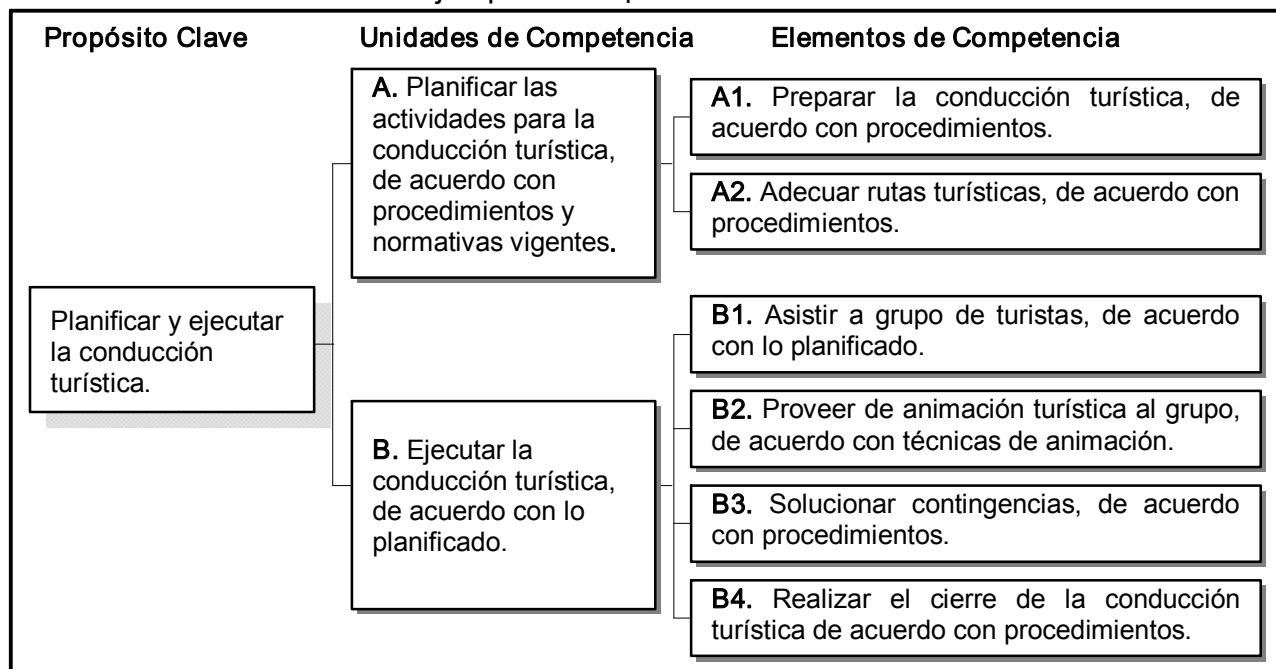 Propósito Clave
Unidades de Competencia
Elementos de Competencia
A. Planificar las
actividades para la
conducción turística,
de acuerdo con
procedimientos y
normativas vigentes.
A1. Preparar la conducción turística, de
acuerdo con procedimientos.
A2. Adecuar rutas turísticas, de acuerdo con
procedimientos.
Planificar y ejecutar
la conducción
turística.
B. Ejecutar la
conducción turística,
de acuerdo con lo
planificado.
B1. Asistir a grupo de turistas, de acuerdo
con lo planificado.
B2. Proveer de animación turística al grupo,
de acuerdo con técnicas de animación.
B3. Solucionar contingencias, de acuerdo
con procedimientos.
B4. Realizar el cierre de la conducción
turística de acuerdo con procedimientos.